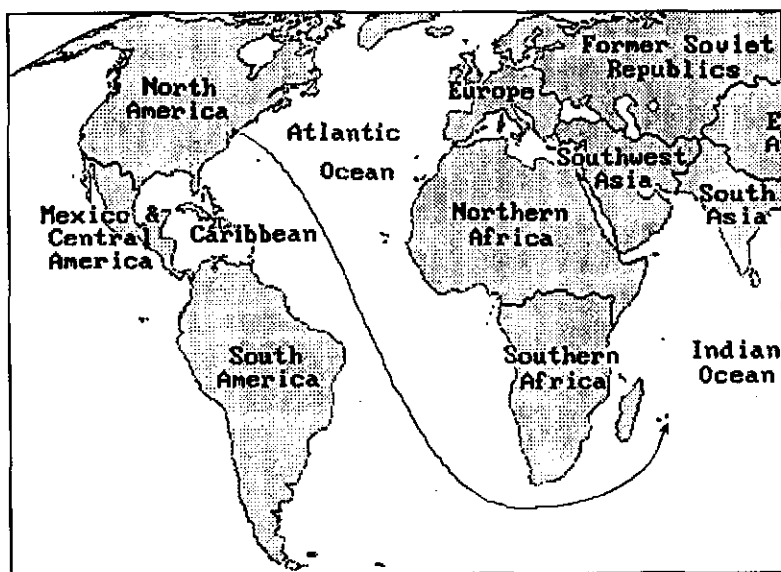 North
America
Atlantic
Ocean
Europe
Former Soviet
Republics
Southwest
Asia
South
Asia
Mexico &
Central
America
Caribbean
Northern
Africa
South
America
Southern
Africa
Indian
Ocean
E
A